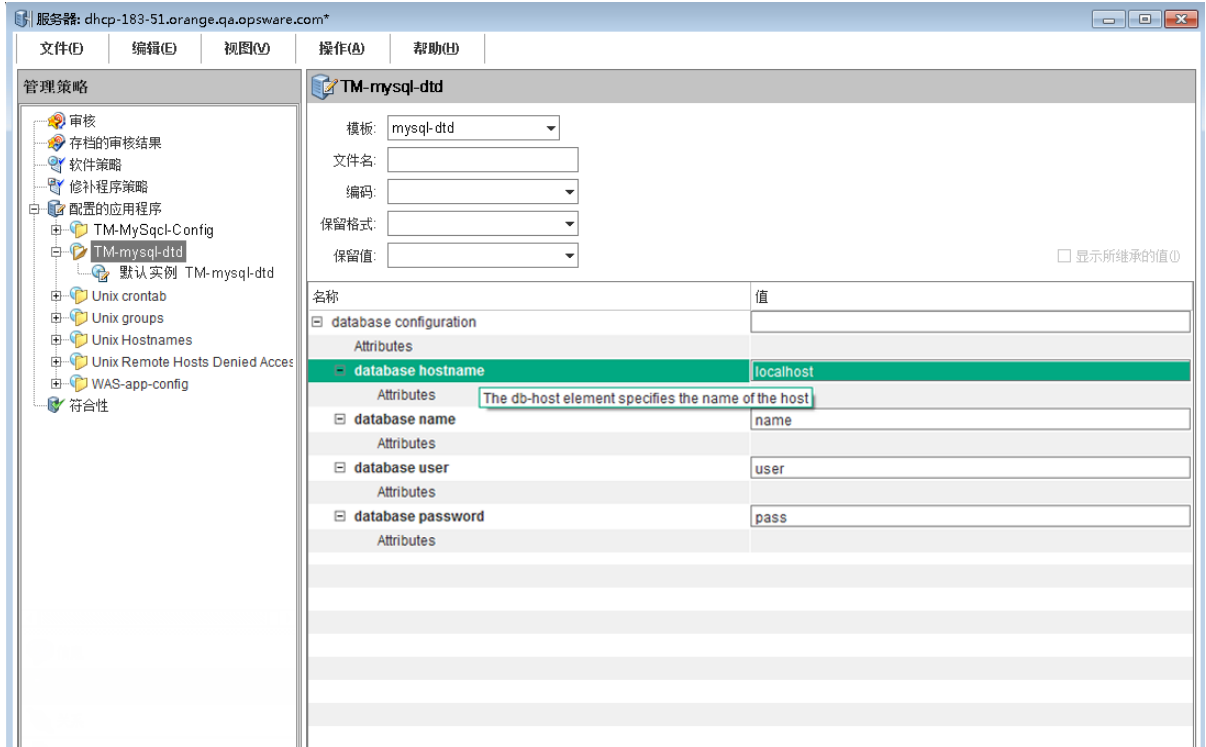 服务器: dhcp-183-51.orange.qa.opsware.com*
文件(F) 编辑(E) 视图(V) 操作(A) 帮助(H)
管理策略
审核
存档的审核结果
软件策略
修补程序策略
配置的应用程序
TM-MySqcl-Config
TM-mysql-dtd
默认实例 TM-mysql-dtd
Unix crontab
Unix groups
Unix Hostnames
Unix Remote Hosts Denied Acces
WAS-app-config
符合性
TM-mysql-dtd
模板: mysql-dtd
文件名:
编码:
保留格式:
保留值:
显示所继承的值(I)
名称 值
database configuration
Attributes
database hostname localhost
Attributes
The db-host element specifies the name of the host
database name name
Attributes
database user user
Attributes
database password pass
Attributes